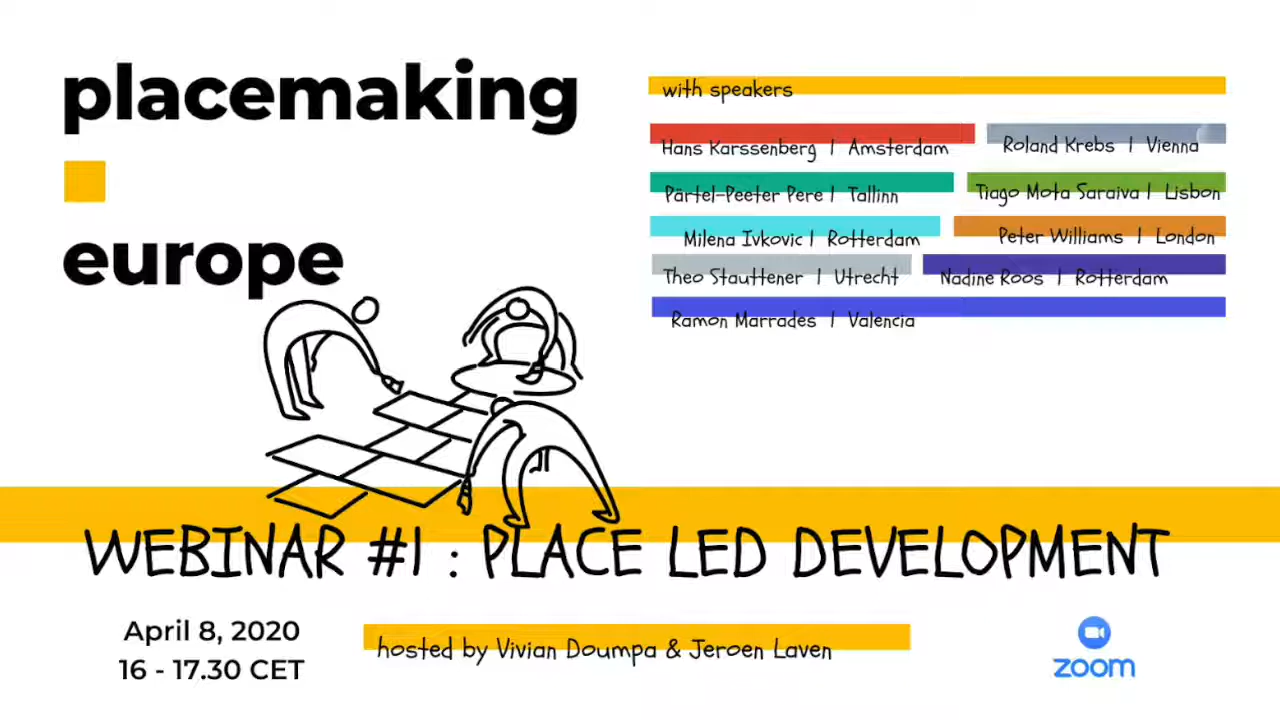 placemaking
europe
with speakers
Hans Karssenberg | Amsterdam
Roland Krebs | Vienna
Pärtel-Peeter Pere | Tallinn
Tiago Mota Saraiva | Lisbon
Milena Ivkovic | Rotterdam
Peter Williams | London
Theo Stauttener | Utrecht
Nadine Roos | Rotterdam
Ramon Marrades | Valencia
WEBINAR #1 : PLACE LED DEVELOPMENT
April 8, 2020
16 - 17.30 CET
hosted by Vivian Doumpa & Jeroen Laven
zoom